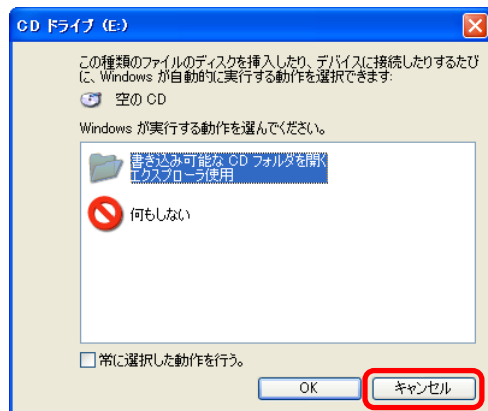 CD ドライブ (E:)
この種類のファイルのディスクを挿入したり、デバイスに接続したりするたび
に、Windows が自動的に実行する動作を選択できます:
空の CD
Windows が実行する動作を選んでください。
書き込み可能な CD フォルダを開く
エクスプローラ使用
何もしない
常に選択した動作を行う。
OK
キャンセル